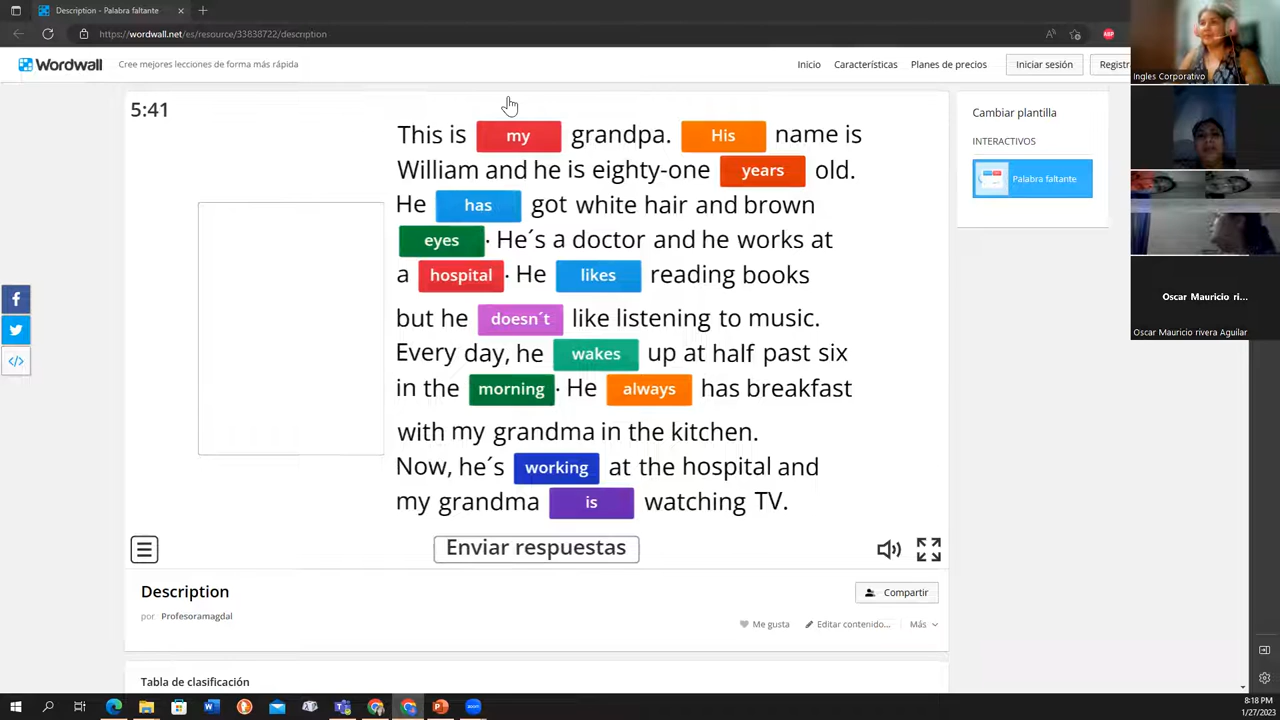 Description - Palabra faltante
https://wordwall.net/es/resource/33838722/description
Wordwall Cree mejores lecciones de forma más rápida Inicio Características Planes de precios Iniciar sesión Registr
Ingles Corporativo
5:41
Cambiar plantilla
INTERACTIVOS
Palabra faltante
This is my grandpa. His name is
William and he is eighty-one years old.
He has got white hair and brown
eyes. He´s a doctor and he works at
a hospital. He likes reading books
but he doesn´t like listening to music.
Every day, he wakes up at half past six
in the morning. He always has breakfast
with my grandma in the kitchen.
Now, he´s working at the hospital and
my grandma is watching TV.
Oscar Mauricio ri...
Oscar Mauricio rivera Aguilar
Enviar respuestas
Description
Compartir
por Profesoramagdal
Me gusta Editar contenido... Más
Tabla de clasificación
8:18 PM
1/27/2023